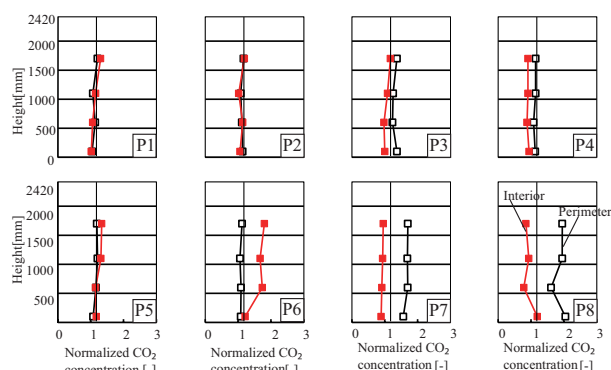 2420
2000
1000
500
0
Height[mm]
P1
P2
P3
P4
2420
2000
1000
500
Height[mm]
P5
P6
P7
P8
Interior
Perimeter
0 1 2 3
0 1 2 3
0 1 2 3
0 1 2 3
Normalized CO₂
concentration[-]
Normalized CO₂
concentration[-]
Normalized CO₂
concentration[-]
Normalized CO₂
concentration[-]